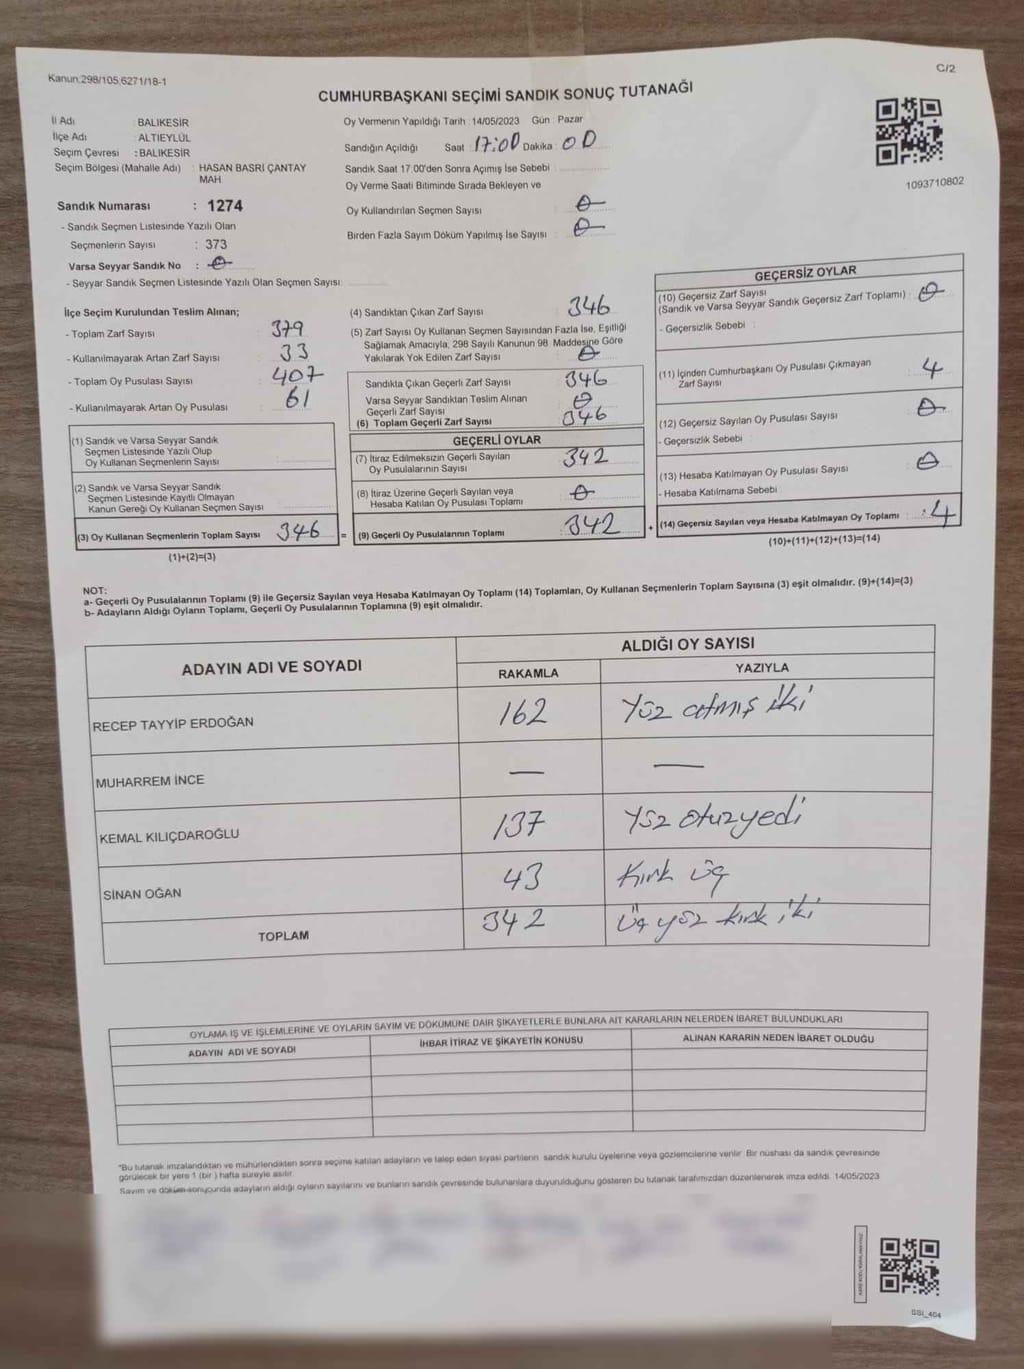 Kanun.298/105,6271/18-1
C/2
CUMHURBAŞKANI SEÇİMİ SANDIK SONUÇ TUTANAĞI
İl Adı : BALIKESİR
İlçe Adı : ALTIEYLÜL
Seçim Çevresi : BALIKESİR
Seçim Bölgesi (Mahalle Adı) : HASAN BASRİ ÇANTAY
MAH
Sandık Numarası : 1274
- Sandık Seçmen Listesinde Yazılı Olan
Seçmenlerin Sayısı : 373
Varsa Seyyar Sandık No : 0
- Seyyar Sandık Seçmen Listesinde Yazılı Olan Seçmen Sayısı:
Oy Vermenin Yapıldığı Tarih : 14/05/2023 Gün : Pazar
Sandığın Açıldığı Saat : 17:00 Dakika : 00
Sandık Saat 17.00'den Sonra Açımış İse Sebebi :
Oy Verme Saati Bitiminde Sırada Bekleyen ve
Oy Kullandırılan Seçmen Sayısı : 0
Birden Fazla Sayım Döküm Yapılmış İse Sayısı : 0
1093710802
İlçe Seçim Kurulundan Teslim Alınan;
- Toplam Zarf Sayısı : 379
- Kullanılmayarak Artan Zarf Sayısı : 33
- Toplam Oy Pusulası Sayısı : 407
- Kullanılmayarak Artan Oy Pusulası : 61
(1) Sandık ve Varsa Seyyar Sandık
Seçmen Listesinde Yazılı Olup
Oy Kullanan Seçmenlerin Sayısı :
(2) Sandık ve Varsa Seyyar Sandık
Seçmen Listesinde Kayıtlı Olmayan
Kanun Gereği Oy Kullanan Seçmen Sayısı :
(3) Oy Kullanan Seçmenlerin Toplam Sayısı : 346
(1)+(2)=(3)
(4) Sandıktan Çıkan Zarf Sayısı : 346
(5) Zarf Sayısı Oy Kullanan Seçmen Sayısından Fazla İse, Eşitliği
Sağlamak Amacıyla, 298 Sayılı Kanunun 98 Maddesine Göre
Yakılarak Yok Edilen Zarf Sayısı : 0
Sandıkta Çıkan Geçerli Zarf Sayısı : 346
Varsa Seyyar Sandıktan Teslim Alınan
Geçerli Zarf Sayısı : 0
(6) Toplam Geçerli Zarf Sayısı : 346
GEÇERLİ OYLAR
(7) İtiraz Edilmeksizin Geçerli Sayılan
Oy Pusulalarının Sayısı : 342
(8) İtiraz Üzerine Geçerli Sayılan veya
Hesaba Katılan Oy Pusulası Toplamı : 0
= (9) Geçerli Oy Pusulalarının Toplamı : 342
GEÇERSİZ OYLAR
(10) Geçersiz Zarf Sayısı
(Sandık ve Varsa Seyyar Sandık Geçersiz Zarf Toplamı) : 0
- Geçersizlik Sebebi :
(11) İçinden Cumhurbaşkanı Oy Pusulası Çıkmayan
Zarf Sayısı : 4
(12) Geçersiz Sayılan Oy Pusulası Sayısı : 0
- Geçersizlik Sebebi :
(13) Hesaba Katılmayan Oy Pusulası Sayısı : 0
- Hesaba Katılmama Sebebi :
+ (14) Geçersiz Sayılan veya Hesaba Katılmayan Oy Toplamı : 4
(10)+(11)+(12)+(13)=(14)
NOT:
a- Geçerli Oy Pusulalarının Toplamı (9) ile Geçersiz Sayılan veya Hesaba Katılmayan Oy Toplamı (14) Toplamları, Oy Kullanan Seçmenlerin Toplam Sayısına (3) eşit olmalıdır. (9)+(14)=(3)
b- Adayların Aldığı Oyların Toplamı, Geçerli Oy Pusulalarının Toplamına (9) eşit olmalıdır.
ADAYIN ADI VE SOYADI ALDIĞI OY SAYISI
RAKAMLA YAZIYLA
RECEP TAYYİP ERDOĞAN 162 Yüz atmış iki
MUHARREM İNCE — —
KEMAL KILIÇDAROĞLU 137 Yüz otuzyedi
SİNAN OĞAN 43 Kırk üç
TOPLAM 342 Üç yüz kırk iki
OYLAMA İŞ VE İŞLEMLERİNE VE OYLARIN SAYIM VE DÖKÜMÜNE DAİR ŞİKAYETLERLE BUNLARA AİT KARARLARIN NELERDEN İBARET BULUNDUKLARI
ADAYIN ADI VE SOYADI İHBAR İTİRAZ VE ŞİKAYETİN KONUSU ALINAN KARARIN NEDEN İBARET OLDUĞU
*Bu tutanak imzalandıktan ve mühürlendikten sonra seçime katılan adayların ve talep eden siyasi partilerin sandık kurulu üyelerine veya gözlemcilerine verilir. Bir nüshası da sandık çevresinde
görülecek bir yere 1 (bir) hafta süreyle asılır.
Sayım ve döküm sonucunda adayların aldığı oyların sayılarını ve bunların sandık çevresinde bulunanlara duyurulduğunu gösteren bu tutanak tarafımızdan düzenlenerek imza edildi. 14/05/2023
SSI_404